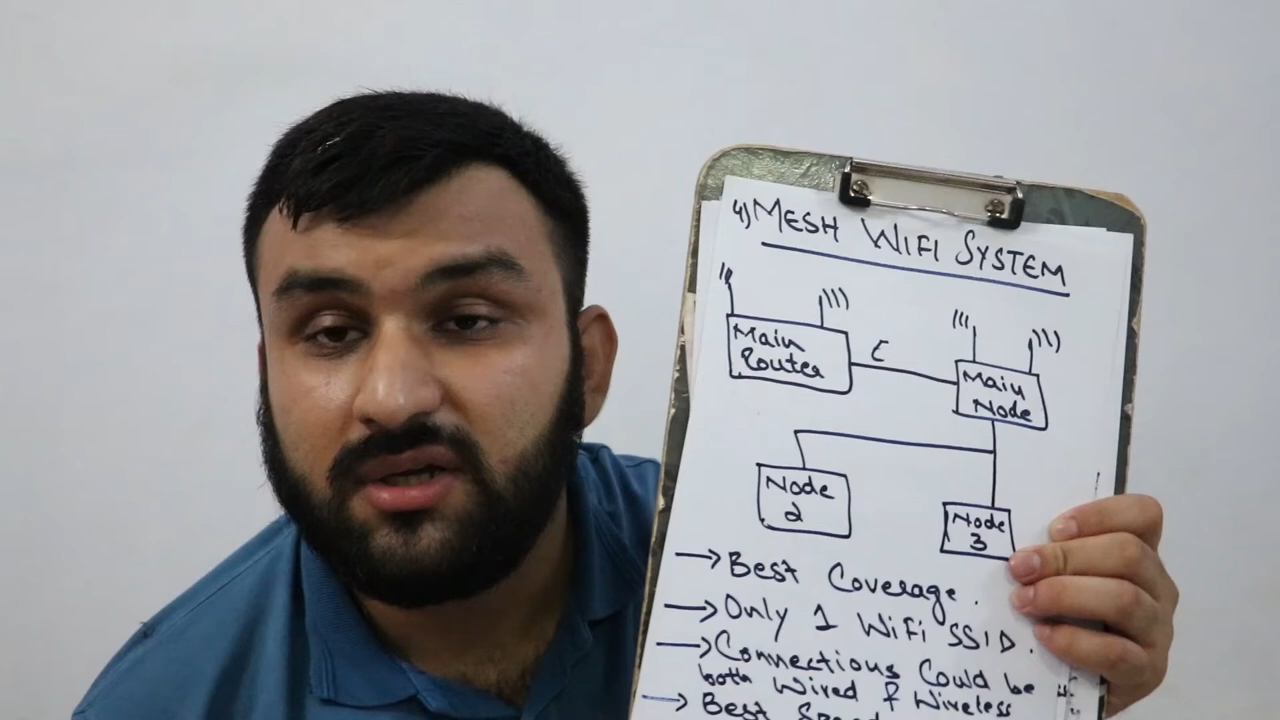 4) MESH WIFI SYSTEM
Main
Router
E
Main
Node
Node
2
Node
3
→ Best Coverage.
→ Only 1 WiFi SSID.
→ Connections Could be
both Wired & Wireless
→ Best Speed